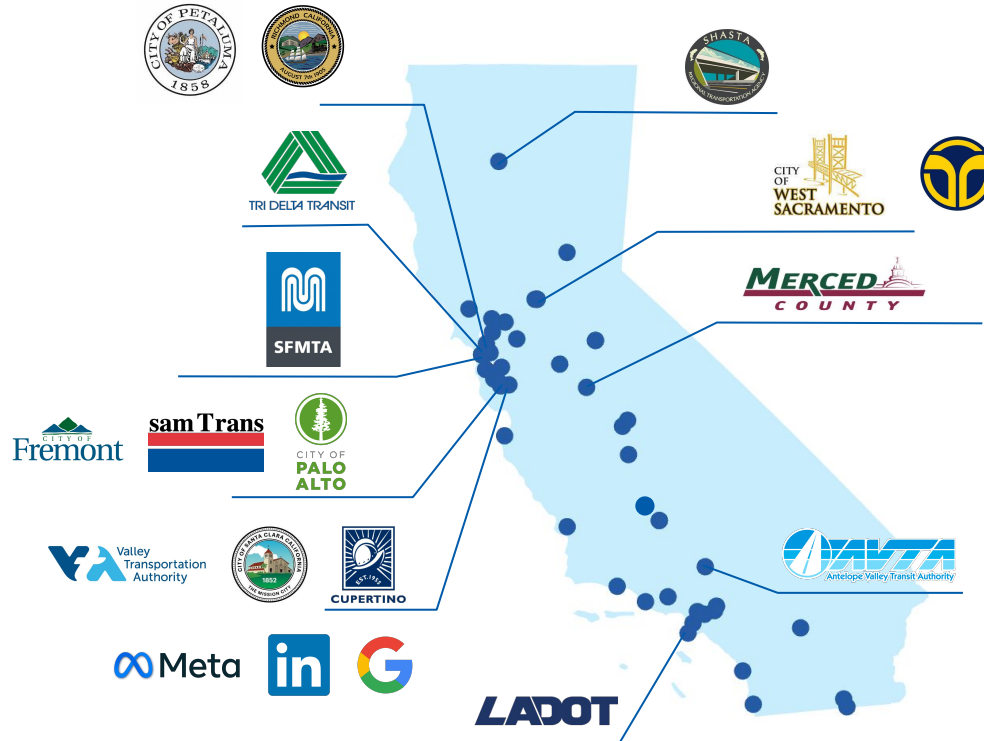 CITY OF PETALUMA
1858
RICHMOND CALIFORNIA
AUGUST 7th 1905
SHASTA
REGIONAL TRANSPORTATION AGENCY
TRI DELTA TRANSIT
CITY
OF
WEST
SACRAMENTO
SFMTA
MERCED
COUNTY
CITY OF
Fremont
sam Trans
CITY OF
PALO
ALTO
Valley
Transportation
Authority
CITY OF SANTA CLARA CALIFORNIA
1852
THE MISSION CITY
EST. 1955
CUPERTINO
AVTA
Antelope Valley Transit Authority
Meta
in
G
LADOT